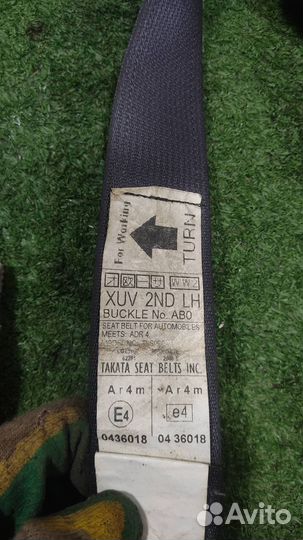 For Working
TURN
WW2
XUV 2ND LH
BUCKLE No. AB0
SEAT BELT FOR AUTOMOBILES
MEETS: ADR 4
TAKATA SEAT BELTS INC.
Ar4m Ar4m
E4 e4
0436018 04 36018
Avito